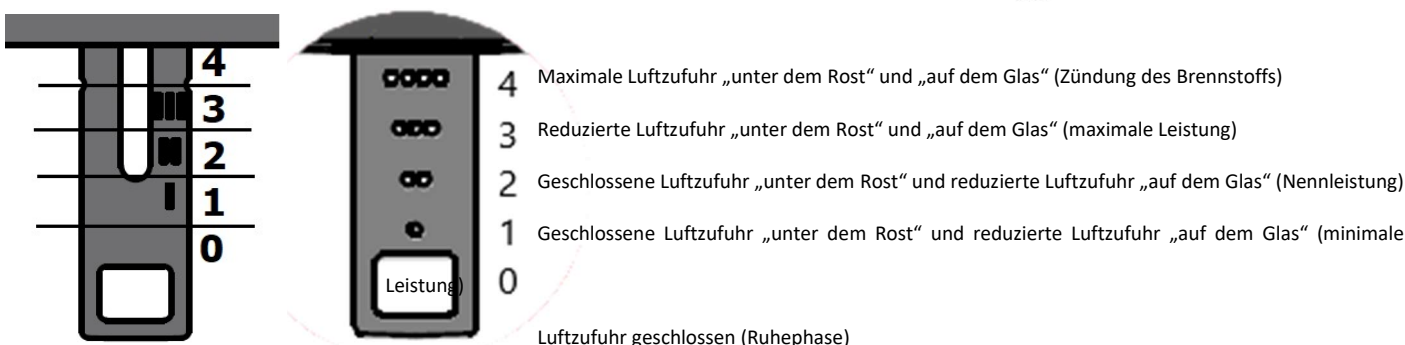 4
3
2
1
0
4 Maximale Luftzufuhr „unter dem Rost“ und „auf dem Glas“ (Zündung des Brennstoffs)
3 Reduzierte Luftzufuhr „unter dem Rost“ und „auf dem Glas“ (maximale Leistung)
2 Geschlossene Luftzufuhr „unter dem Rost“ und reduzierte Luftzufuhr „auf dem Glas“ (Nennleistung)
1 Geschlossene Luftzufuhr „unter dem Rost“ und reduzierte Luftzufuhr „auf dem Glas“ (minimale
Leistung) 0
Luftzufuhr geschlossen (Ruhephase)